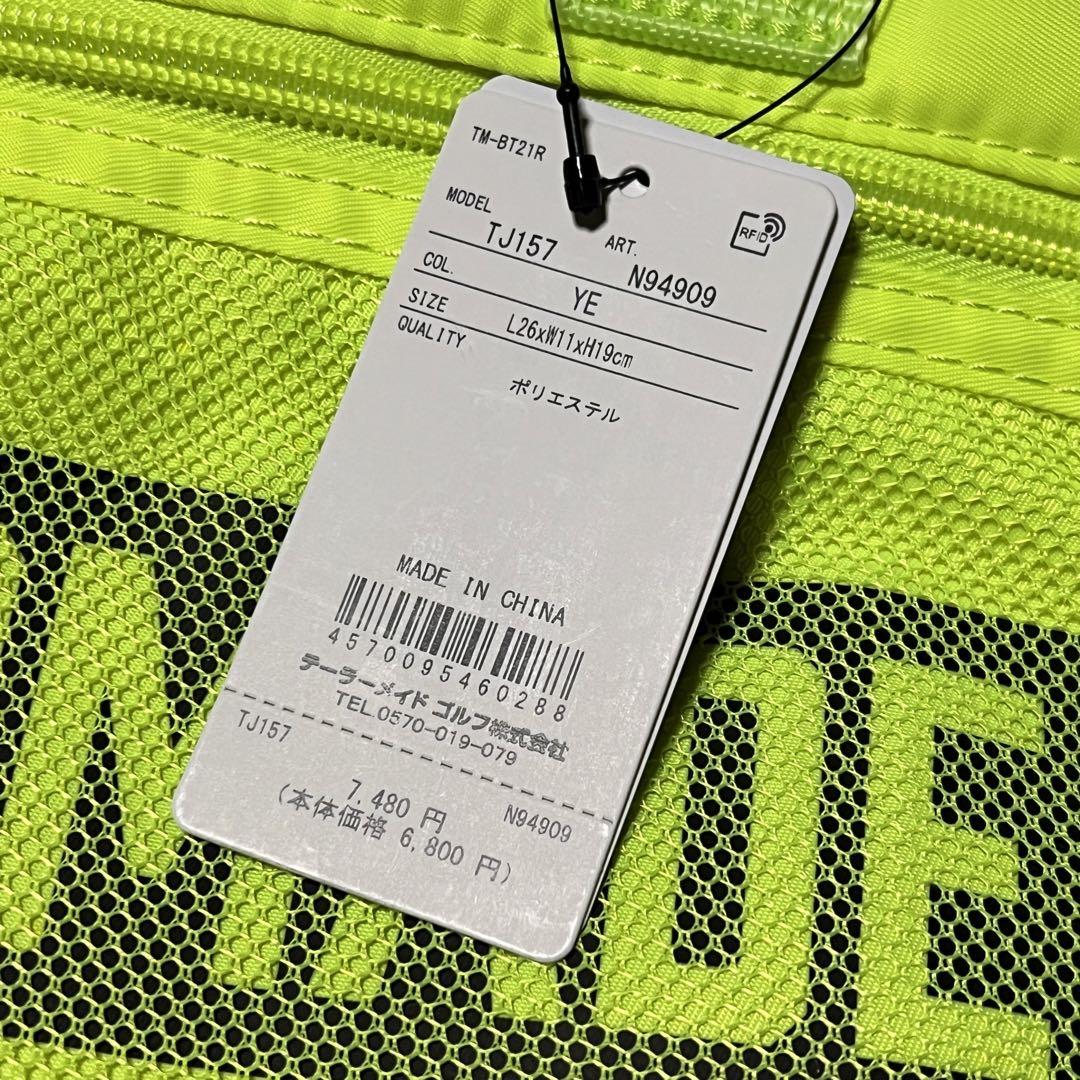 TM-BT21R
RFID
MODEL TJ157 ART. N94909
COL. YE
SIZE L26xW11xH19cm
QUALITY
ポリエステル
MADE IN CHINA
4570095460288
テーラーメイド ゴルフ株式会社
TEL.0570-019-079
TJ157 N94909
7,480 円
(本体価格 6,800 円)